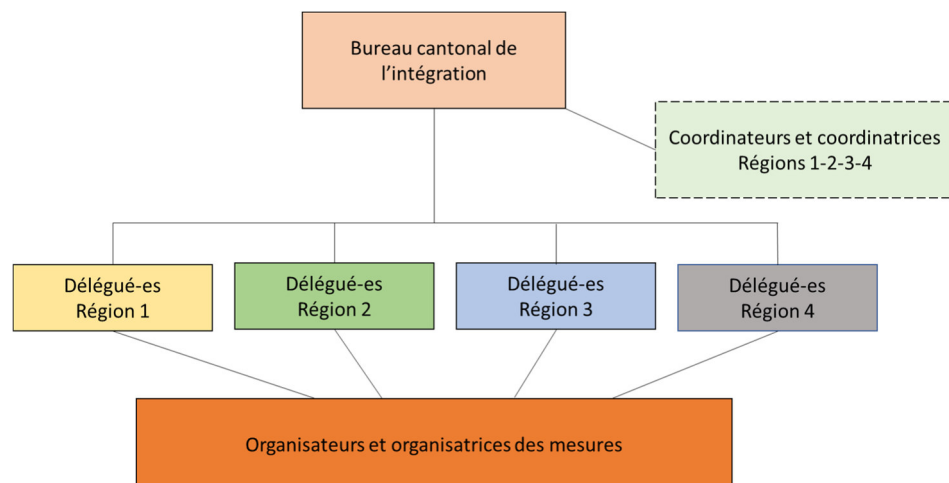 Bureau cantonal de
l'intégration
Coordinateurs et coordinatrices
Régions 1-2-3-4
Délégué-es
Région 1
Délégué-es
Région 2
Délégué-es
Région 3
Délégué-es
Région 4
Organisateurs et organisatrices des mesures